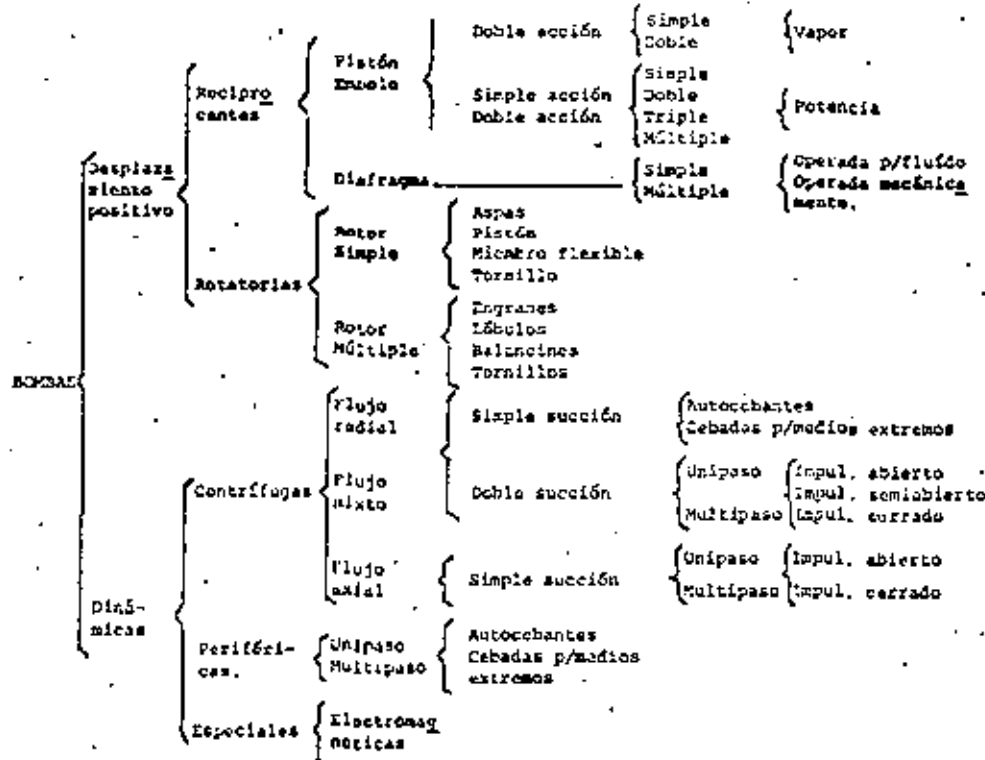 BOMBAS
Desplaza
miento
positivo
Recipro
cantes
Pistón
Embolo
Doble acción
Simple
Doble
Vapor
Simple acción
Doble acción
Simple
Doble
Triple
Múltiple
Potencia
Diafragma
Simple
Múltiple
Operada p/fluído
Operada mecánica
mente.
Rotatorias
Rotor
Simple
Aspas
Pistón
Miembro flexible
Tornillo
Rotor
Múltiple
Engranes
Lóbulos
Balancines
Tornillos
Diná-
micas
Centrífugas
Flujo
radial
Flujo
mixto
Simple succión
Autocebantes
Cebadas p/medios extremos
Doble succión
Unipaso
Multipaso
Impul. abierto
Impul. semiabierto
Impul. cerrado
Flujo
axial
Simple succión
Unipaso
Multipaso
Impul. abierto
Impul. cerrado
Periféri-
cas.
Unipaso
Multipaso
Autocebantes
Cebadas p/medios
extremos
Especiales
Electromag
néticas